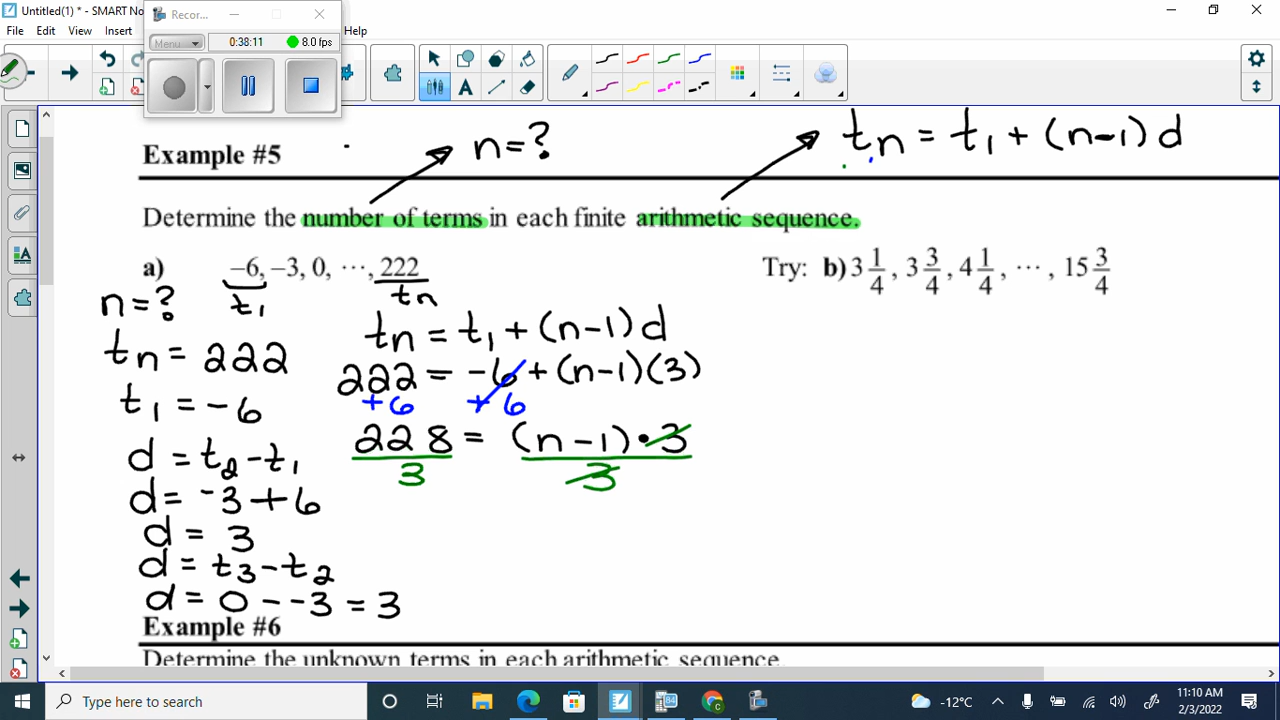 Untitled(1) * - SMART No
Recor...
File Edit View Insert Help
Menu 0:38:11 8.0 fps
n=?
tn = t1 + (n-1) d
Example #5
Determine the number of terms in each finite arithmetic sequence.
a) −6, −3, 0, ⋯, 222
Try: b) 3 1/4, 3 3/4, 4 1/4, ⋯, 15 3/4
t1 tn
n=?
tn = 222
t1 = -6
d = t2 - t1
d = -3 + 6
d = 3
d = t3 - t2
d = 0 - -3 = 3
tn = t1 + (n-1) d
222 = -6 + (n-1)(3)
+6 +6
228 = (n-1) • 3
3 3
Example #6
Determine the unknown terms in each arithmetic sequence.
Type here to search
-12°C
11:10 AM
2/3/2022